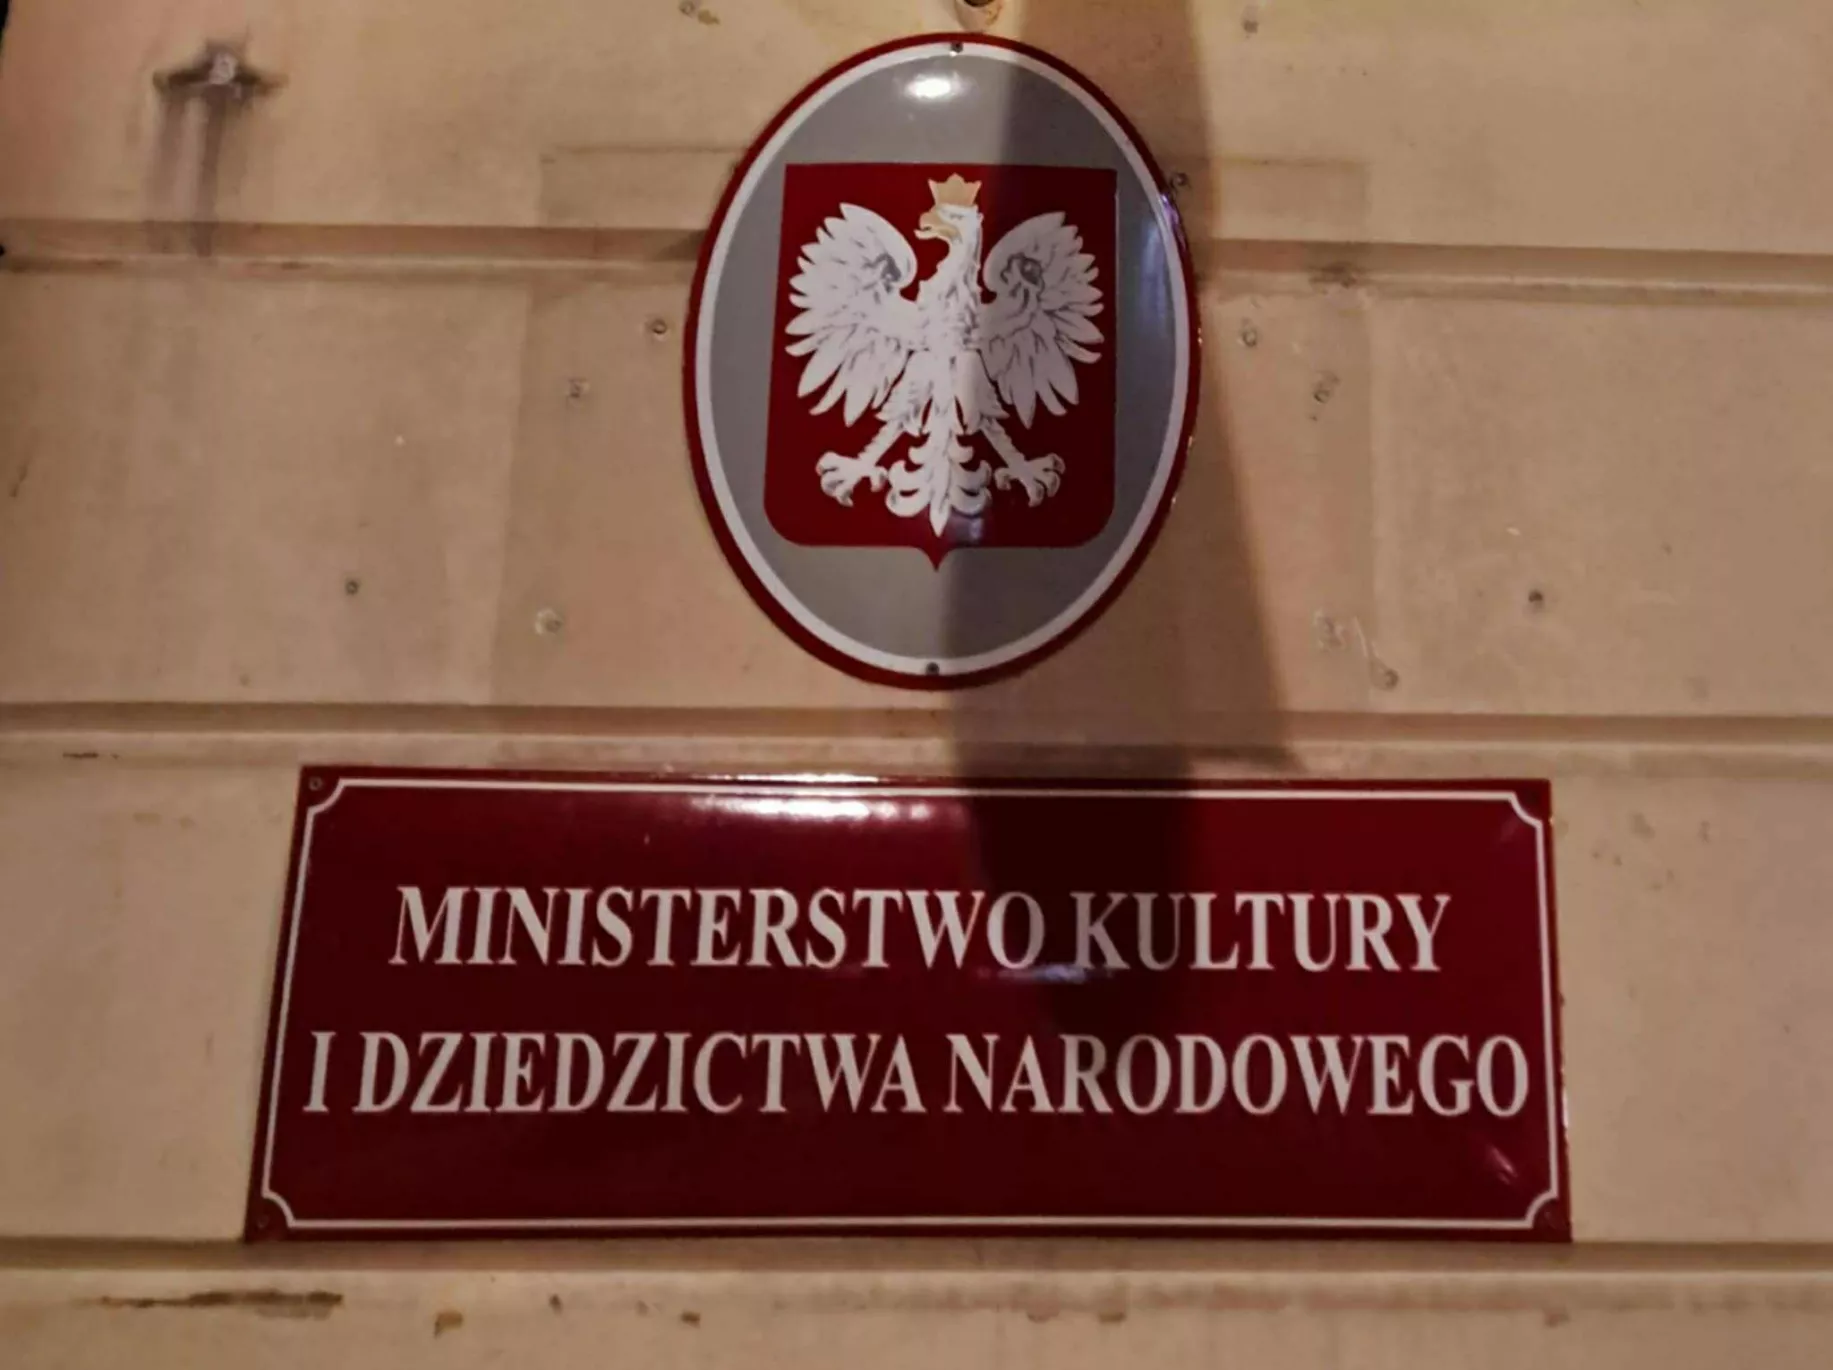 MINISTERSTWO KULTURY
I DZIEDZICTWA NARODOWEGO